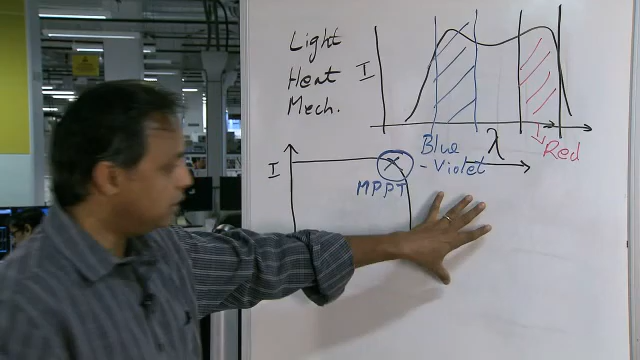 Light
Heat
Mech.
I
λ
Blue
- Violet
Red
I
MPPT